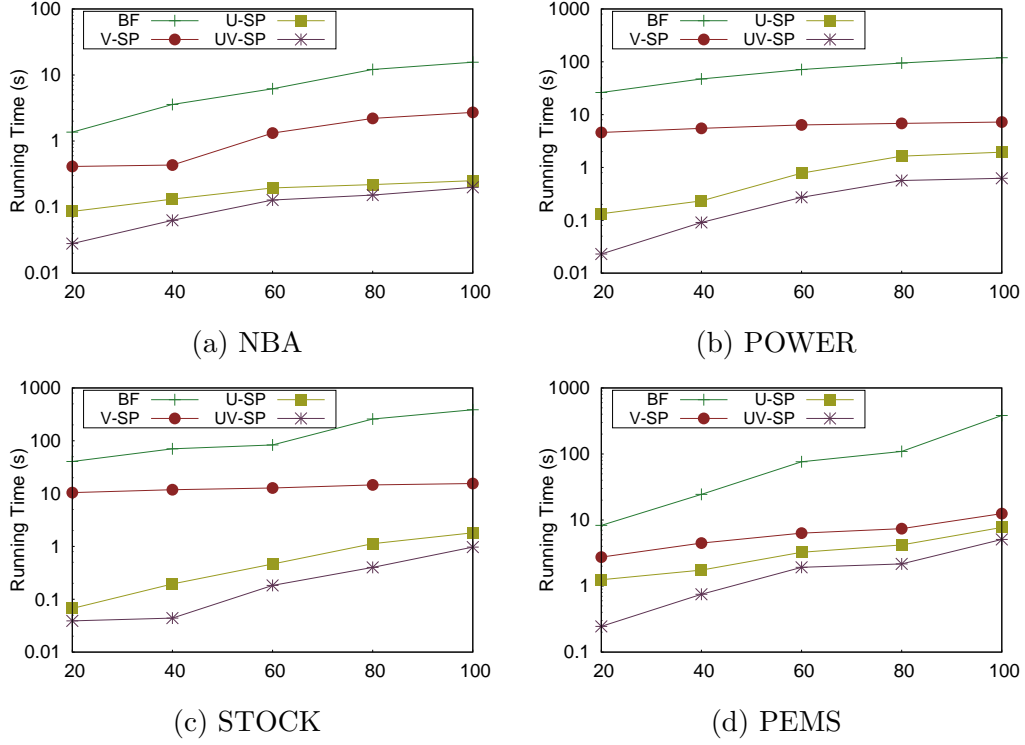 100
10
1
0.1
0.01
Running Time (s)
BF
V-SP
U-SP
UV-SP
20 40 60 80 100
(a) NBA
1000
100
10
1
0.1
0.01
Running Time (s)
BF
V-SP
U-SP
UV-SP
20 40 60 80 100
(b) POWER
1000
100
10
1
0.1
0.01
Running Time (s)
BF
V-SP
U-SP
UV-SP
20 40 60 80 100
(c) STOCK
1000
100
10
1
0.1
Running Time (s)
BF
V-SP
U-SP
UV-SP
20 40 60 80 100
(d) PEMS